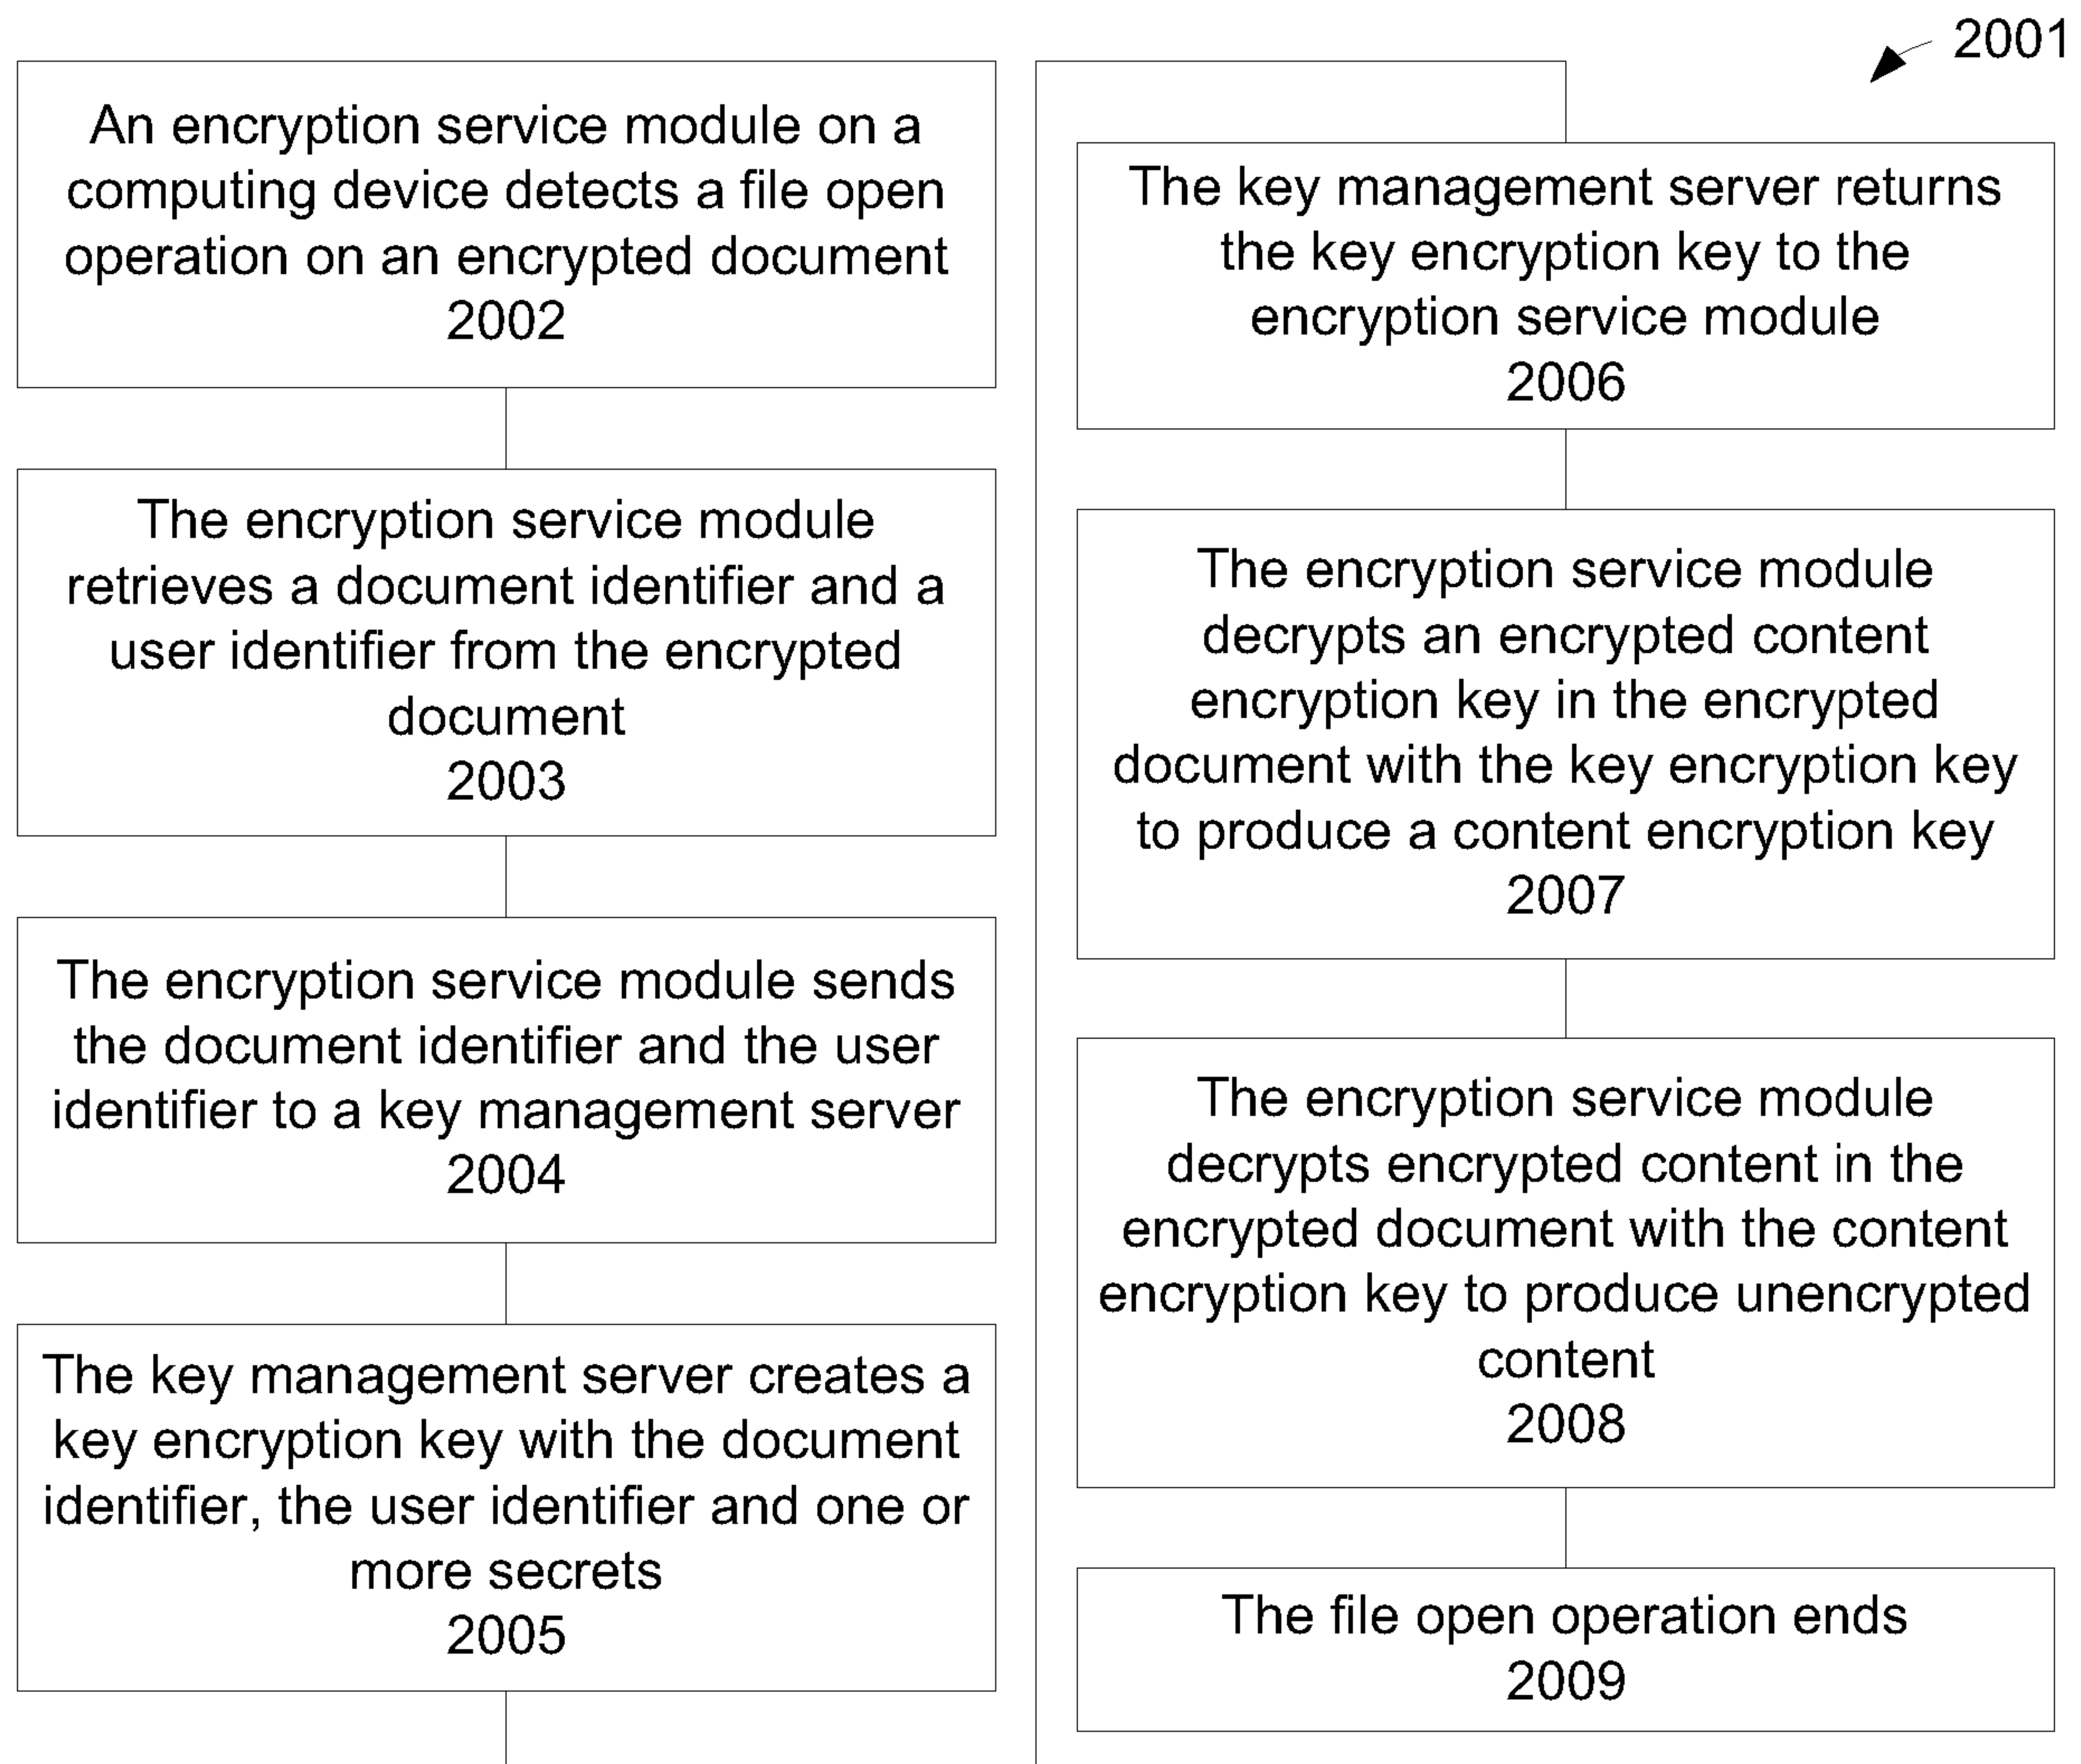 2001
An encryption service module on a
computing device detects a file open
operation on an encrypted document
2002
The encryption service module
retrieves a document identifier and a
user identifier from the encrypted
document
2003
The encryption service module sends
the document identifier and the user
identifier to a key management server
2004
The key management server creates a
key encryption key with the document
identifier, the user identifier and one or
more secrets
2005
The key management server returns
the key encryption key to the
encryption service module
2006
The encryption service module
decrypts an encrypted content
encryption key in the encrypted
document with the key encryption key
to produce a content encryption key
2007
The encryption service module
decrypts encrypted content in the
encrypted document with the content
encryption key to produce unencrypted
content
2008
The file open operation ends
2009